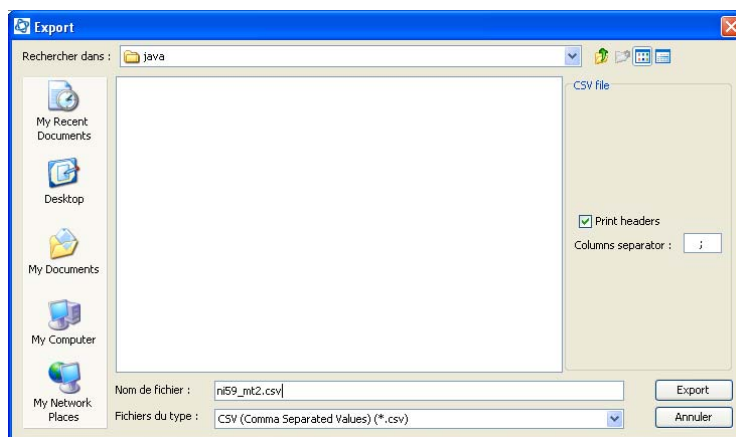 Export
Rechercher dans : java
CSV file
My Recent
Documents
Desktop
My Documents
My Computer
My Network
Places
Print headers
Columns separator : ;
Nom de fichier : ni59_mt2.csv
Export
Fichiers du type : CSV (Comma Separated Values) (*.csv)
Annuler